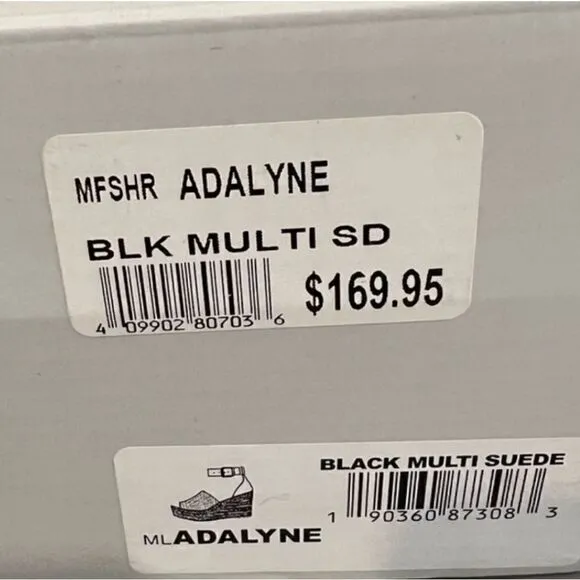 MFSHR ADALYNE
BLK MULTI SD
$169.95
4 09902 80703 6
BLACK MULTI SUEDE
1 90360 87308 3
MLADALYNE